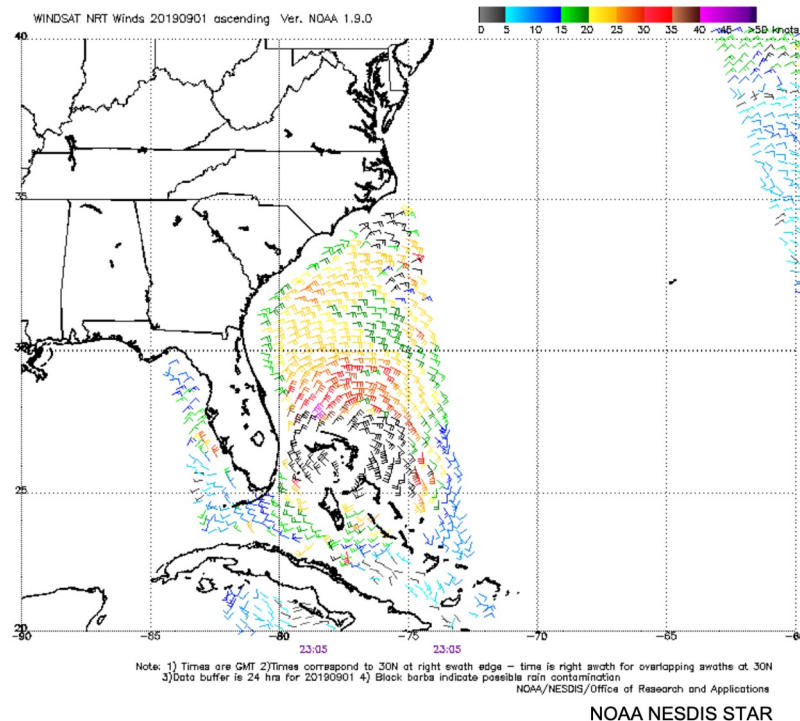 WINDSAT NRT Winds 20190901 ascending Ver. NOAA 1.9.0
0 5 10 15 20 25 30 35 40 45 >50 knots
40
35
30
25
20
-90 -85 -80 -75 -70 -65 -6
23:05 23:05
Note: 1) Times are GMT 2)Times correspond to 30N at right swath edge - time is right swath for overlapping swaths at 30N
3)Data buffer is 24 hrs for 20190901 4) Black barbs indicate possible rain contamination
NOAA/NESDIS/Office of Research and Applications
NOAA NESDIS STAR